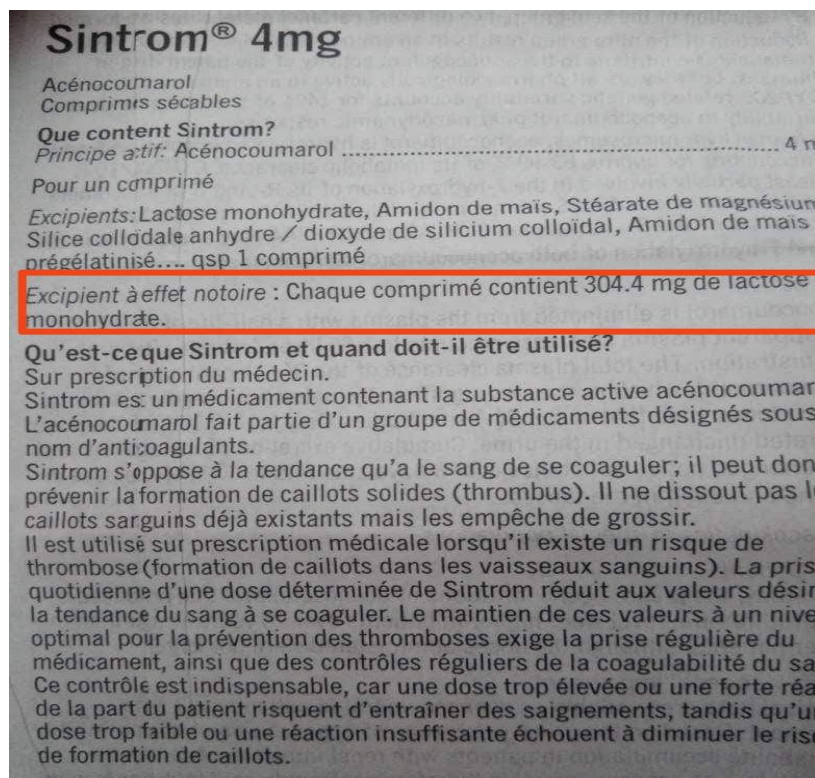 Sintrom® 4mg
Acénocoumarol
Comprimés sécables
Que content Sintrom?
Principe actif: Acénocoumarol ........................................................ 4 m
Pour un comprimé
Excipients: Lactose monohydrate, Amidon de maïs, Stéarate de magnésium
Silice colloïdale anhydre / dioxyde de silicium colloïdal, Amidon de maïs
prégélatinisé.... qsp 1 comprimé
Excipient à effet notoire : Chaque comprimé contient 304.4 mg de lactose
monohydrate.
Qu'est-ce que Sintrom et quand doit-il être utilisé?
Sur prescription du médecin.
Sintrom est un médicament contenant la substance active acénocoumar
L'acénocoumarol fait partie d'un groupe de médicaments désignés sous
nom d'anticoagulants.
Sintrom s'oppose à la tendance qu'a le sang de se coaguler; il peut don
prévenir la formation de caillots solides (thrombus). Il ne dissout pas l
caillots sanguins déjà existants mais les empêche de grossir.
Il est utilisé sur prescription médicale lorsqu'il existe un risque de
thrombose (formation de caillots dans les vaisseaux sanguins). La pris
quotidienne d'une dose déterminée de Sintrom réduit aux valeurs désir
la tendance du sang à se coaguler. Le maintien de ces valeurs à un nive
optimal pour la prévention des thromboses exige la prise régulière du
médicament, ainsi que des contrôles réguliers de la coagulabilité du sa
Ce contrôle est indispensable, car une dose trop élevée ou une forte réa
de la part du patient risquent d'entraîner des saignements, tandis qu'u
dose trop faible ou une réaction insuffisante échouent à diminuer le ris
de formation de caillots.